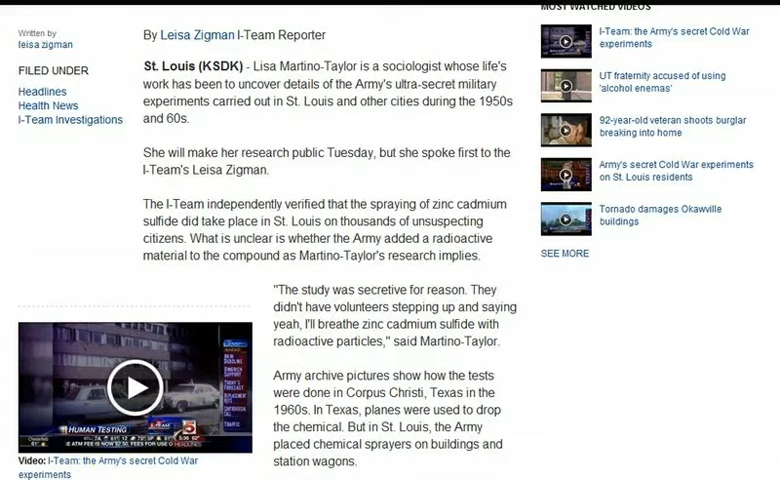 MOST WATCHED VIDEOS
Written by
leisa zigman
FILED UNDER
Headlines
Health News
I-Team Investigations
By Leisa Zigman I-Team Reporter
St. Louis (KSDK) - Lisa Martino-Taylor is a sociologist whose life's
work has been to uncover details of the Army's ultra-secret military
experiments carried out in St. Louis and other cities during the 1950s
and 60s.
She will make her research public Tuesday, but she spoke first to the
I-Team's Leisa Zigman.
The I-Team independently verified that the spraying of zinc cadmium
sulfide did take place in St. Louis on thousands of unsuspecting
citizens. What is unclear is whether the Army added a radioactive
material to the compound as Martino-Taylor's research implies.
"The study was secretive for reason. They
didn't have volunteers stepping up and saying
yeah, I'll breathe zinc cadmium sulfide with
radioactive particles," said Martino-Taylor.
Army archive pictures show how the tests
were done in Corpus Christi, Texas in the
1960s. In Texas, planes were used to drop
the chemical. But in St. Louis, the Army
placed chemical sprayers on buildings and
station wagons.
HUMAN TESTING
Video: I-Team: the Army's secret Cold War
experiments
I-Team: the Army's secret Cold War
experiments
UT fraternity accused of using
'alcohol enemas'
92-year-old veteran shoots burglar
breaking into home
Army's secret Cold War experiments
on St. Louis residents
Tornado damages Okawville
buildings
SEE MORE